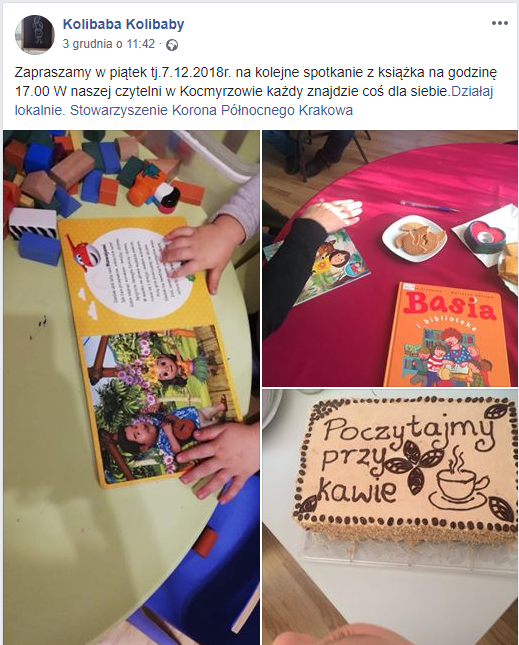 Kolibaba Kolibaby
3 grudnia o 11:42 ·
Zapraszamy w piątek tj.7.12.2018r. na kolejne spotkanie z książka na godzinę
17.00 W naszej czytelni w Kocmyrzowie każdy znajdzie coś dla siebie.Działaj
lokalnie. Stowarzyszenie Korona Północnego Krakowa
Basia
i biblioteka
Poczytajmy
przy
kawie